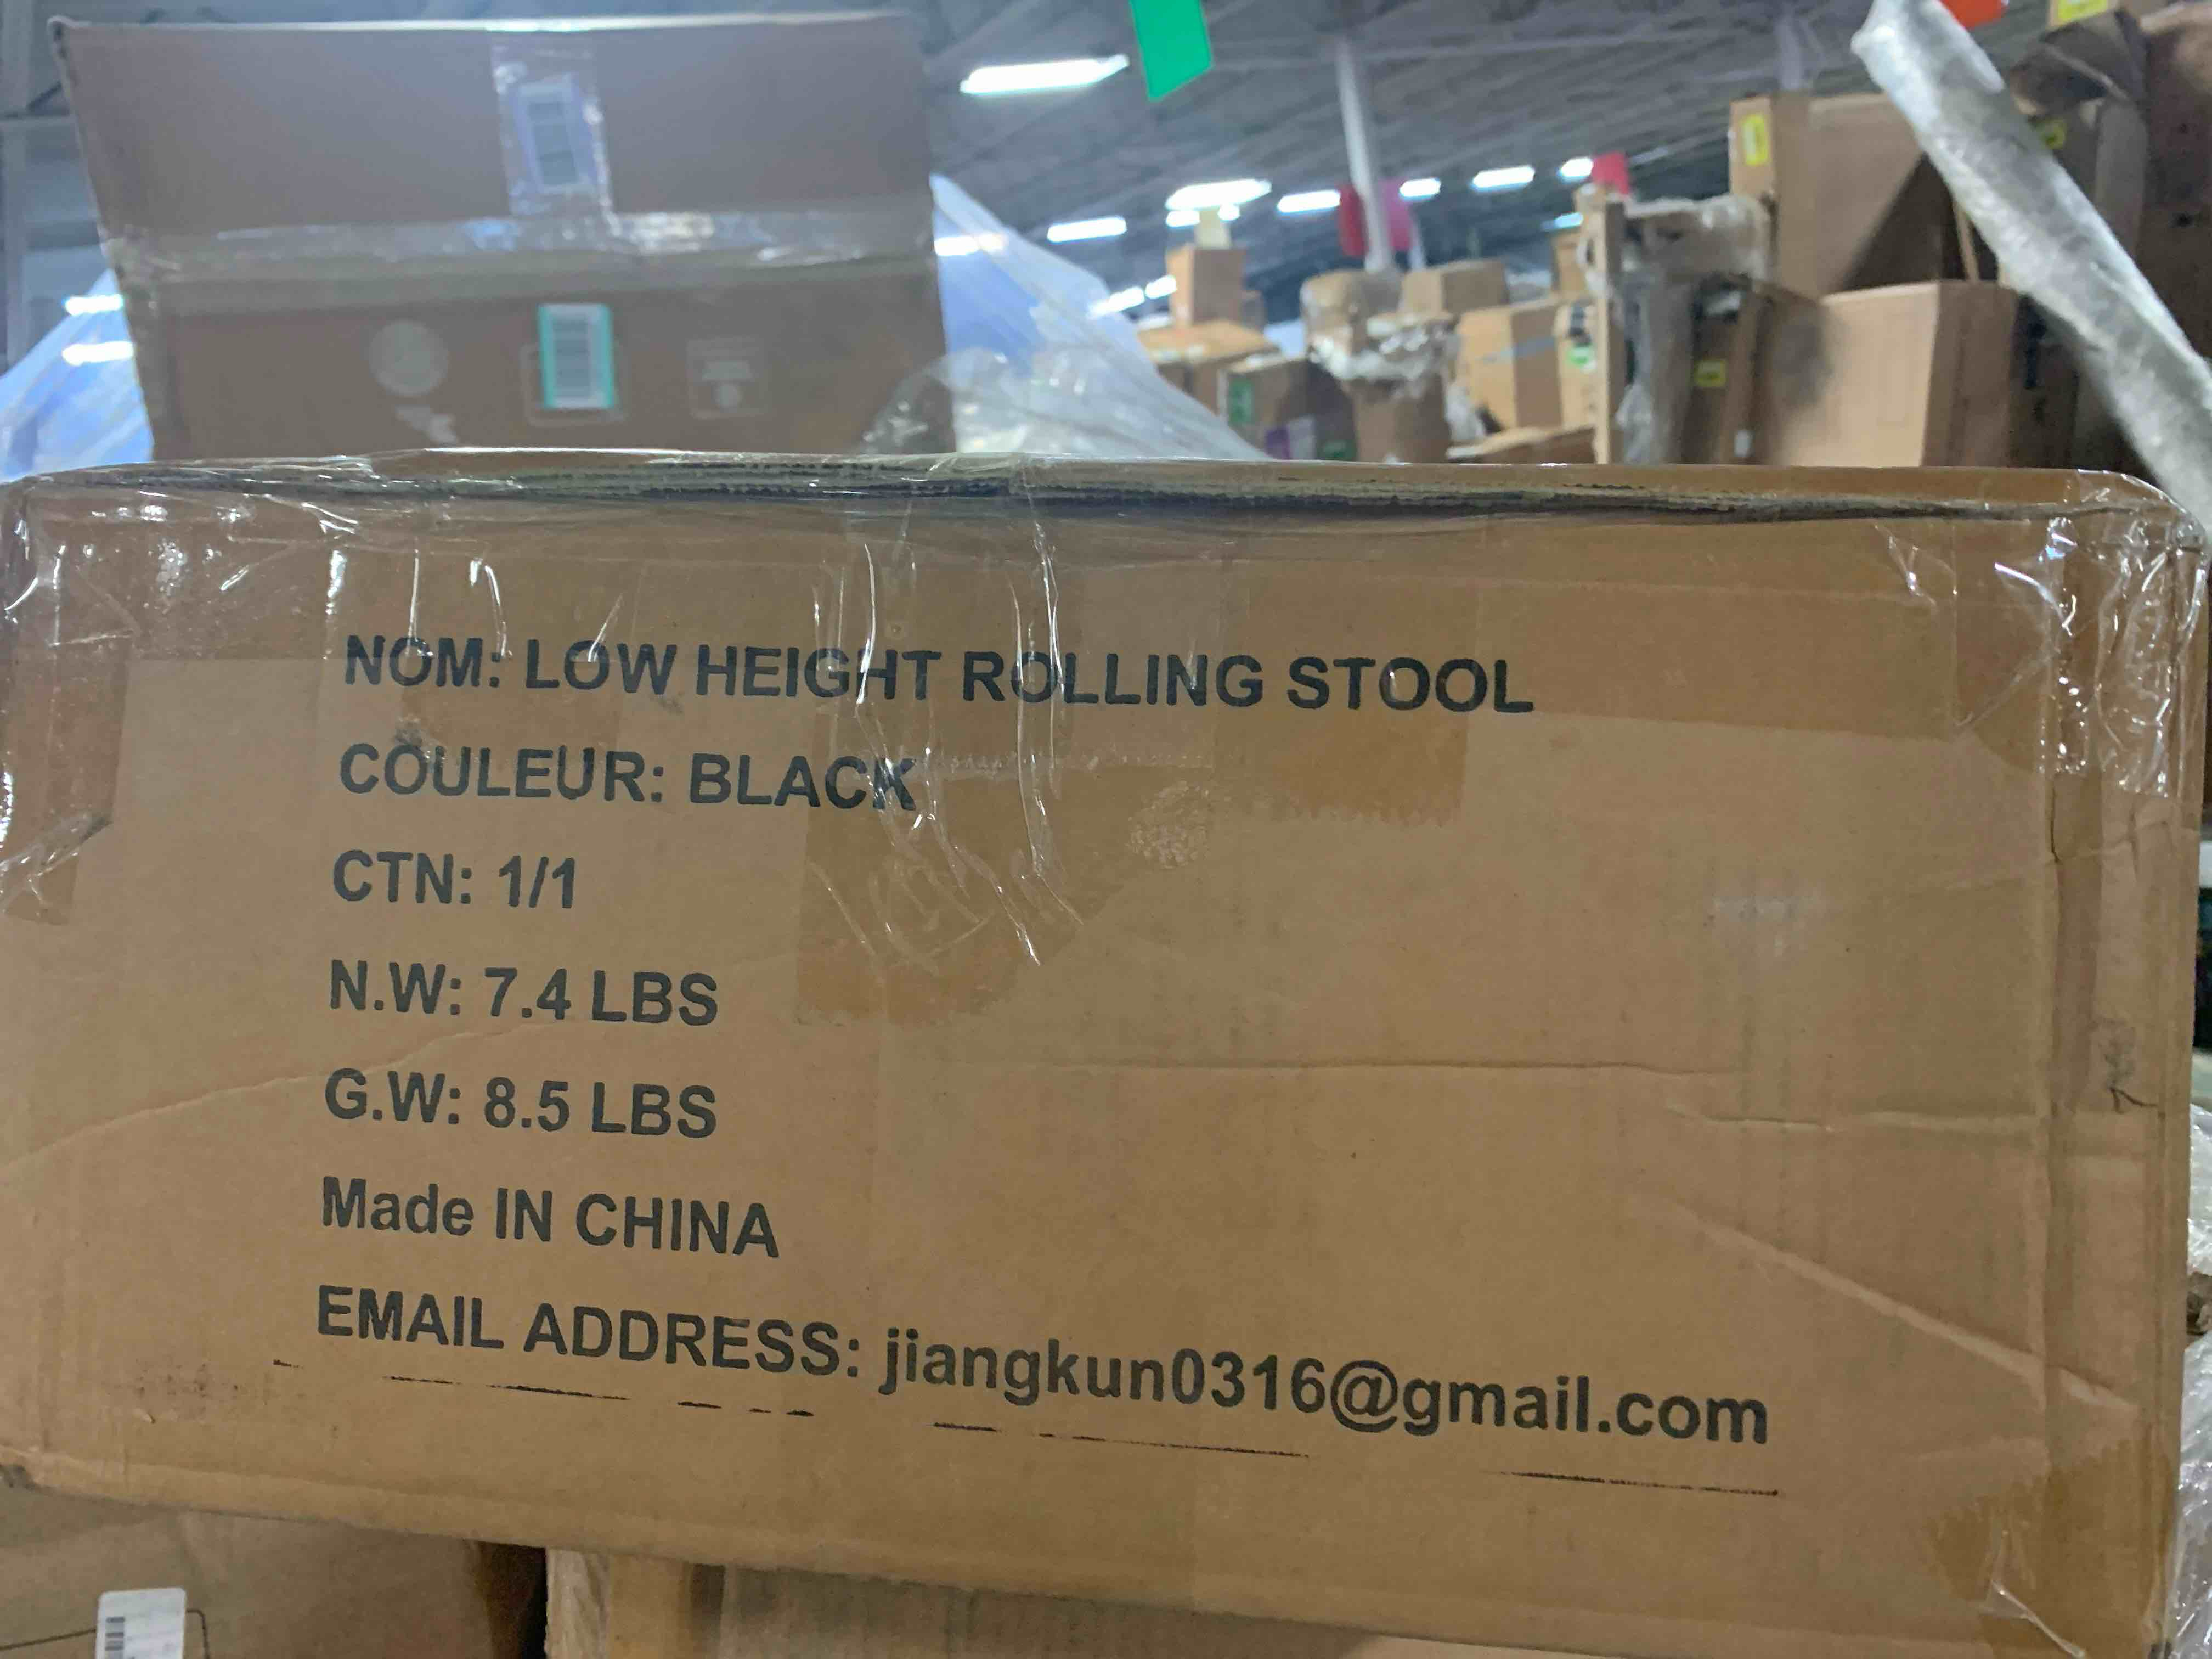 NOM: LOW HEIGHT ROLLING STOOL
COULEUR: BLACK
CTN: 1/1
N.W: 7.4 LBS
G.W: 8.5 LBS
Made IN CHINA
EMAIL ADDRESS: jiangkun0316@gmail.com